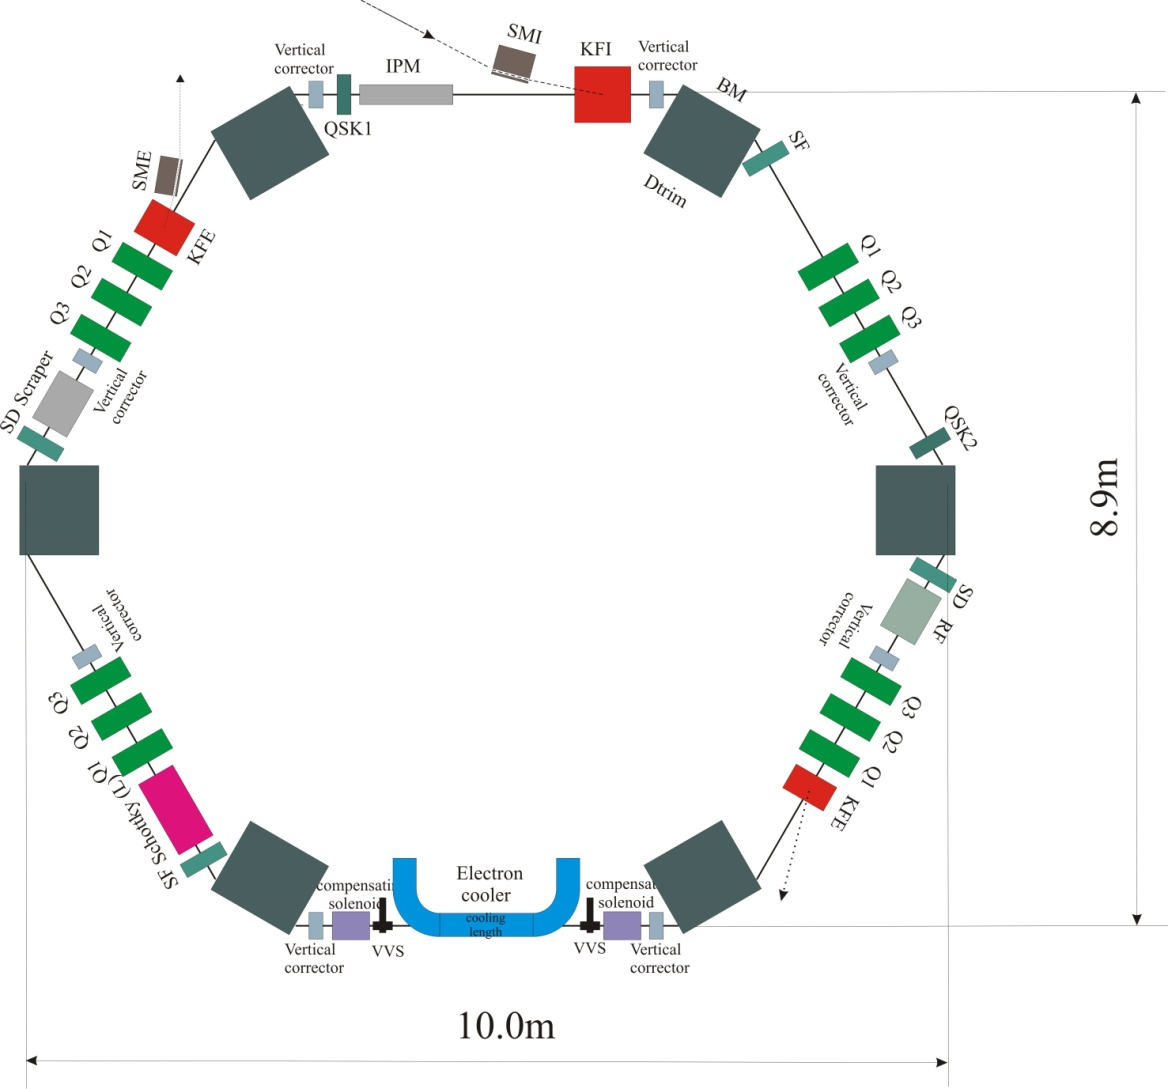 SMI
KFI
Vertical
corrector
Vertical
corrector
IPM
BM
QSK1
SF
SME
Dtrim
KFE
Q1
Q2
Q3
Q1
Q2
Q3
SD Scraper
Vertical
corrector
Vertical
corrector
QSK2
8.9m
Vertical
corrector
SD
RF
Vertical
corrector
Q3
Q2
Q1
Q3
Q2
Q1
KFE
SF Schottky (L)
Electron
cooler
compensati
solenoid
compensat
solenoid
cooling
length
VVS
VVS
Vertical
corrector
Vertical
corrector
10.0m